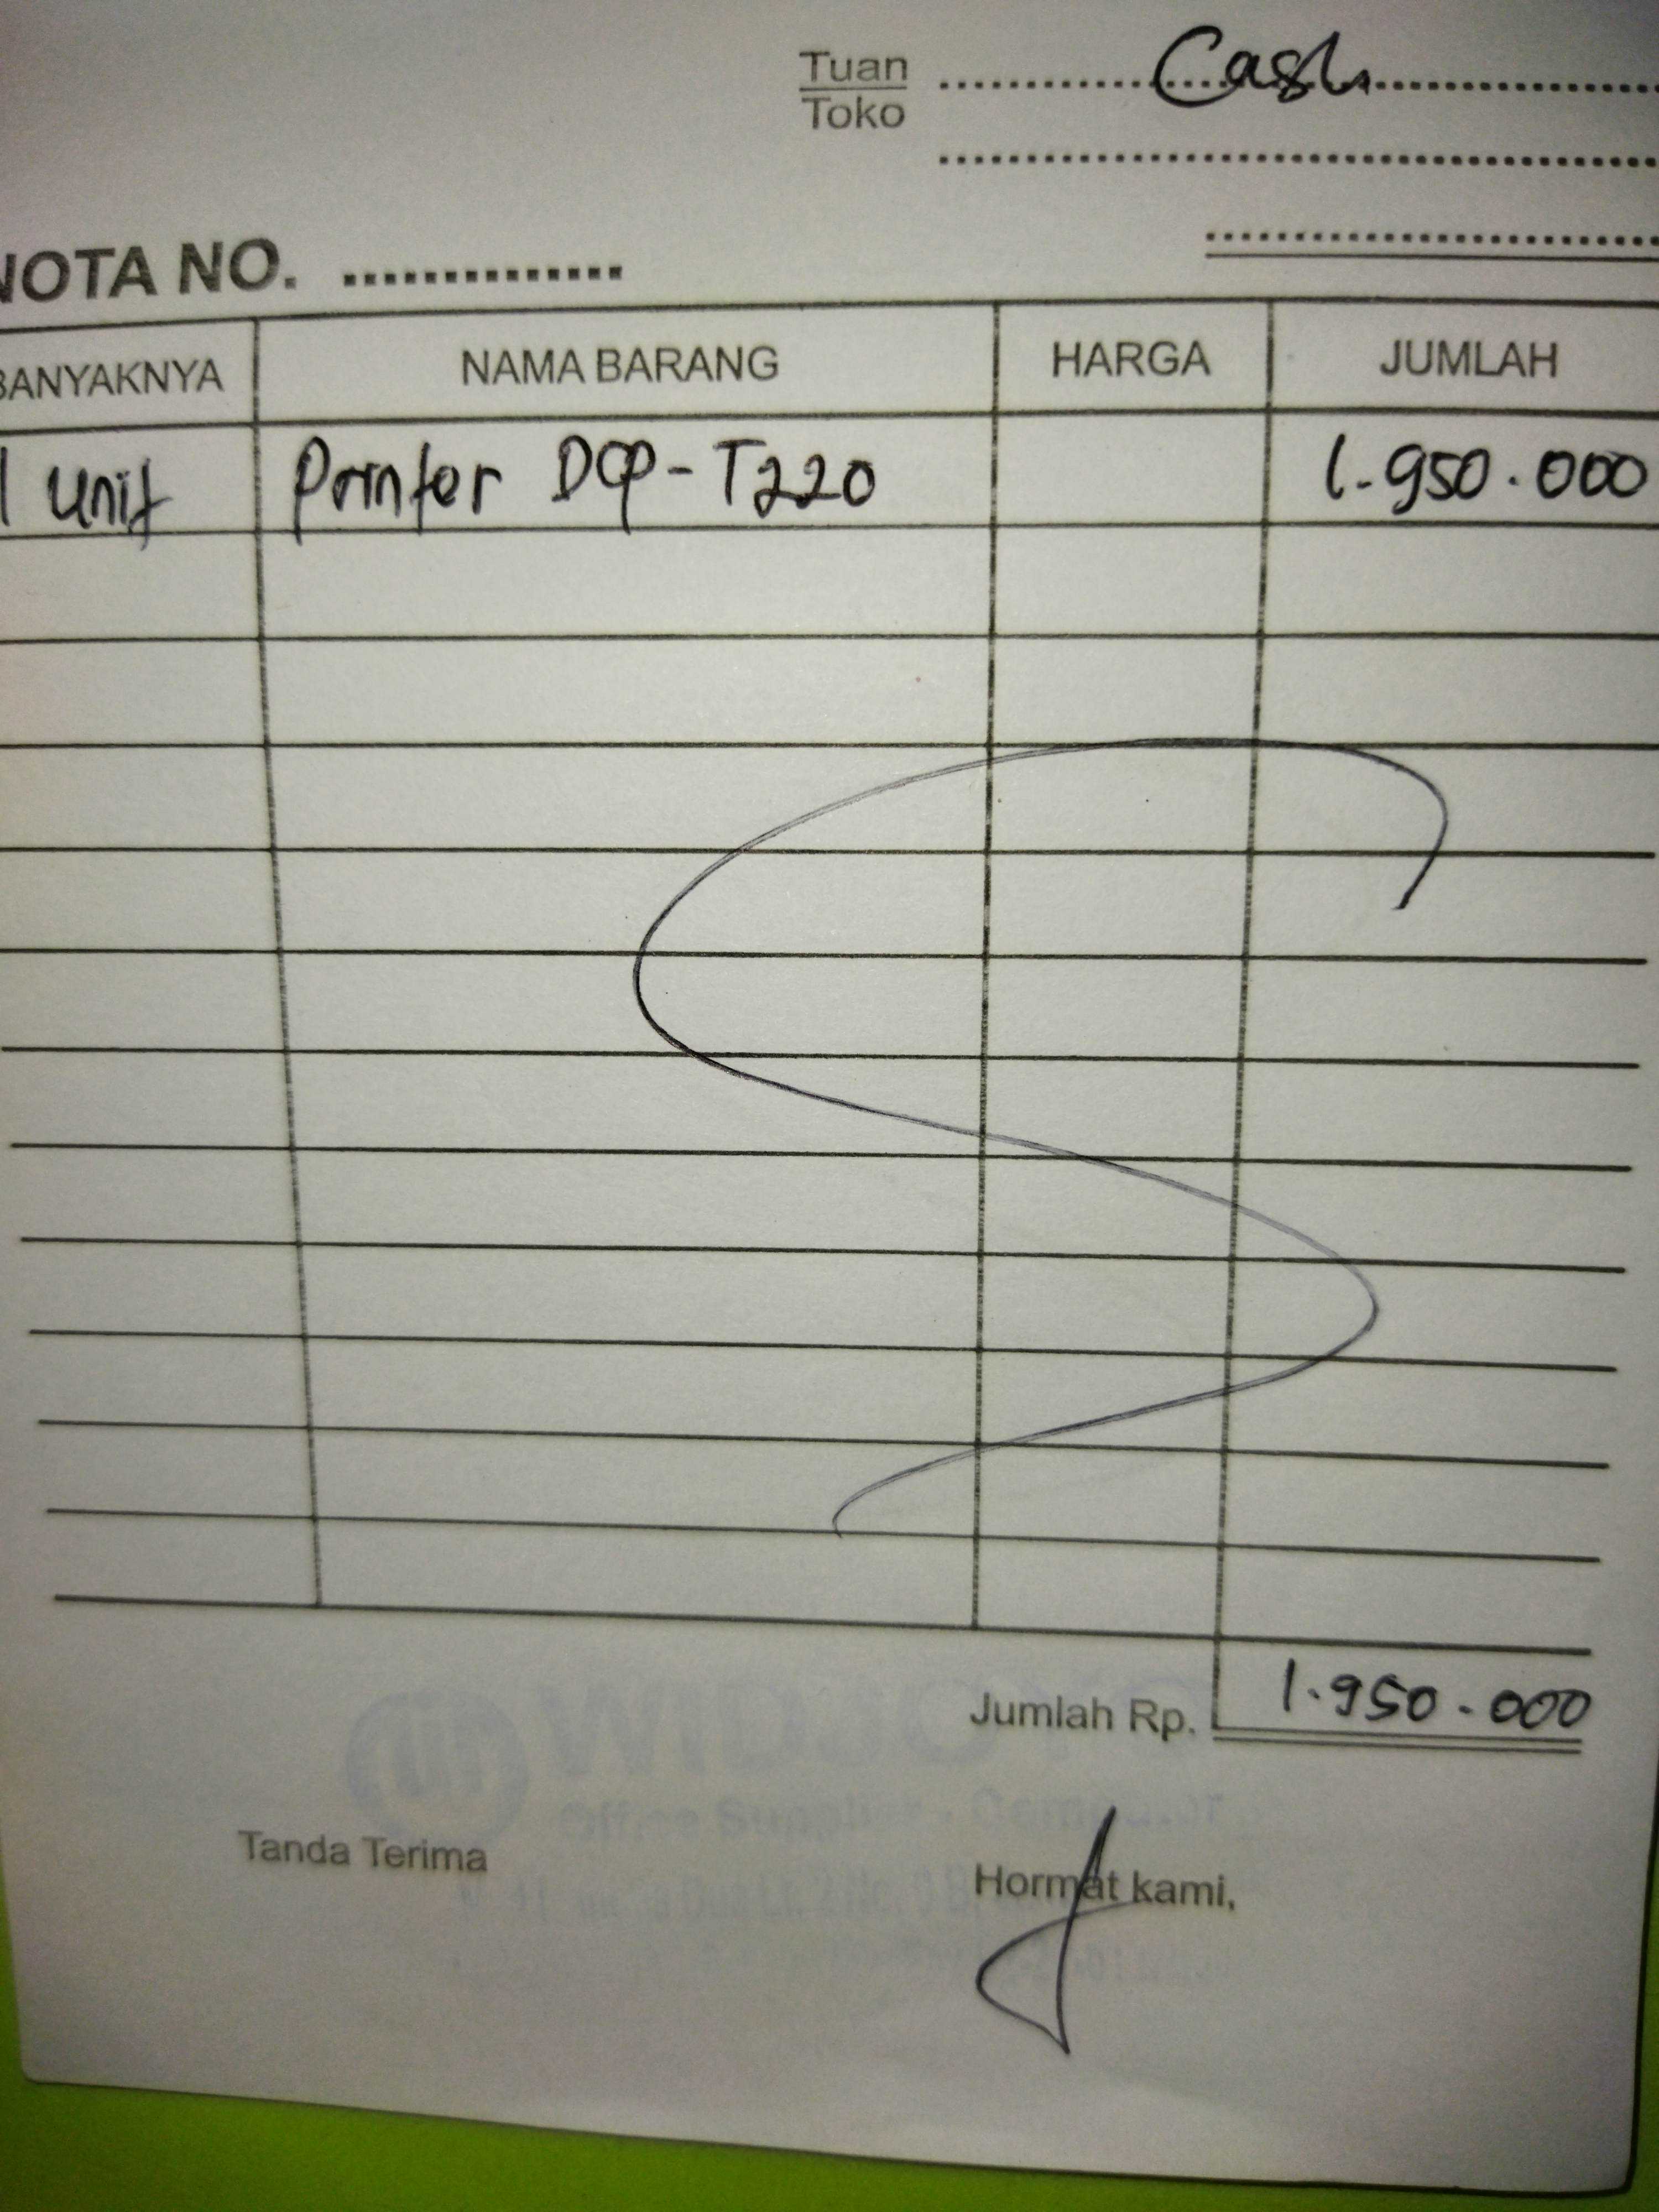 Tuan Cash
Toko
NOTA NO. ..............
BANYAKNYA NAMA BARANG HARGA JUMLAH
1 Unit Printer DCP-T220 1.950.000
Jumlah Rp. 1.950.000
Tanda Terima
Hormat kami,